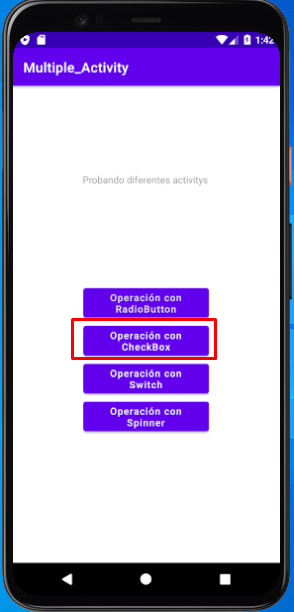 1:42
Multiple_Activity
Probando diferentes activitys
Operación con
RadioButton
Operación con
CheckBox
Operación con
Switch
Operación con
Spinner